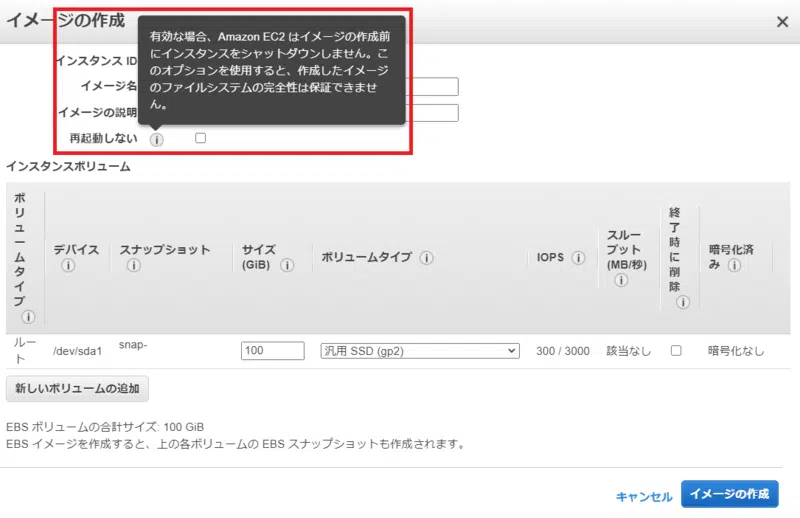 イメージの作成
有効な場合、Amazon EC2 はイメージの作成前
にインスタンスをシャットダウンしません。こ
のオプションを使用すると、作成したイメージ
のファイルシステムの完全性は保証できませ
ん。
インスタンス ID
イメージ名
イメージの説明
再起動しない
インスタンスボリューム
ボリュームタイプ
デバイス
スナップショット
サイズ
(GiB)
ボリュームタイプ
IOPS
スループット
(MB/秒)
終了時に削除
暗号化済み
ルート
/dev/sda1
snap-
100
汎用 SSD (gp2)
300 / 3000
該当なし
暗号化なし
新しいボリュームの追加
EBS ボリュームの合計サイズ: 100 GiB
EBS イメージを作成すると、上の各ボリュームの EBS スナップショットも作成されます。
キャンセル
イメージの作成